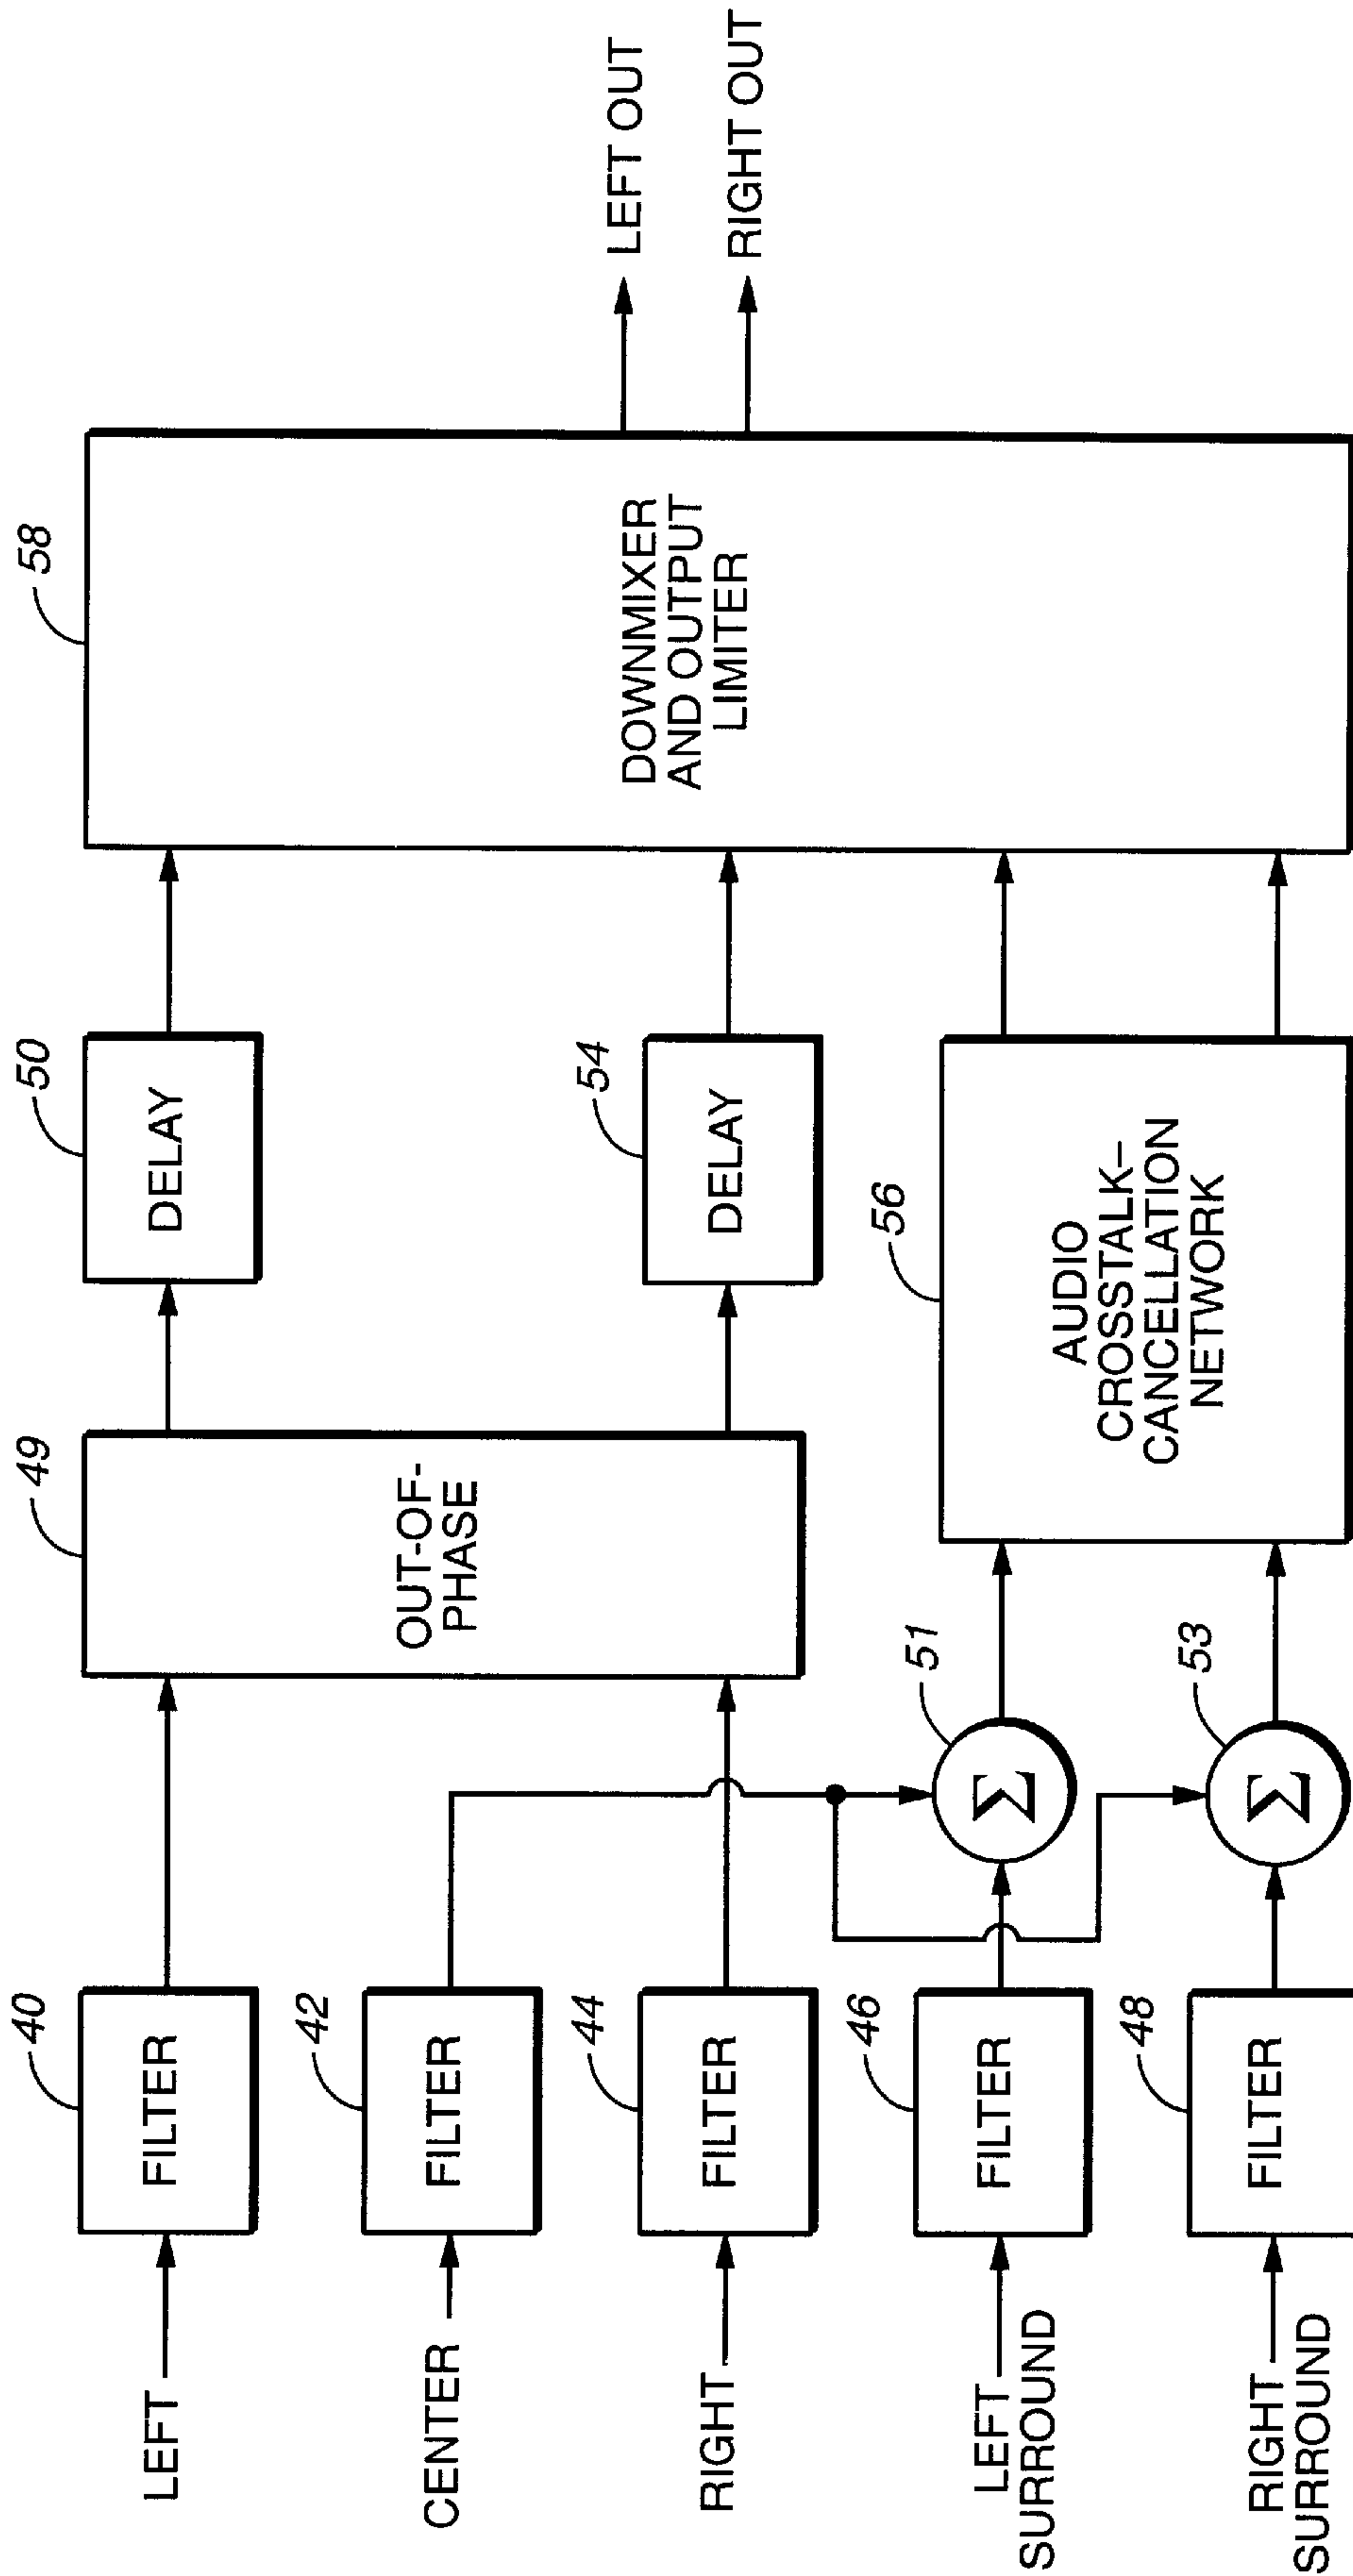 LEFT
40
FILTER
CENTER
42
FILTER
RIGHT
44
FILTER
LEFT
SURROUND
46
FILTER
RIGHT
SURROUND
48
FILTER
49
OUT-OF-
PHASE
51
Σ
53
Σ
50
DELAY
54
DELAY
56
AUDIO
CROSSTALK–
CANCELLATION
NETWORK
58
DOWNMIXER
AND OUTPUT
LIMITER
LEFT OUT
RIGHT OUT